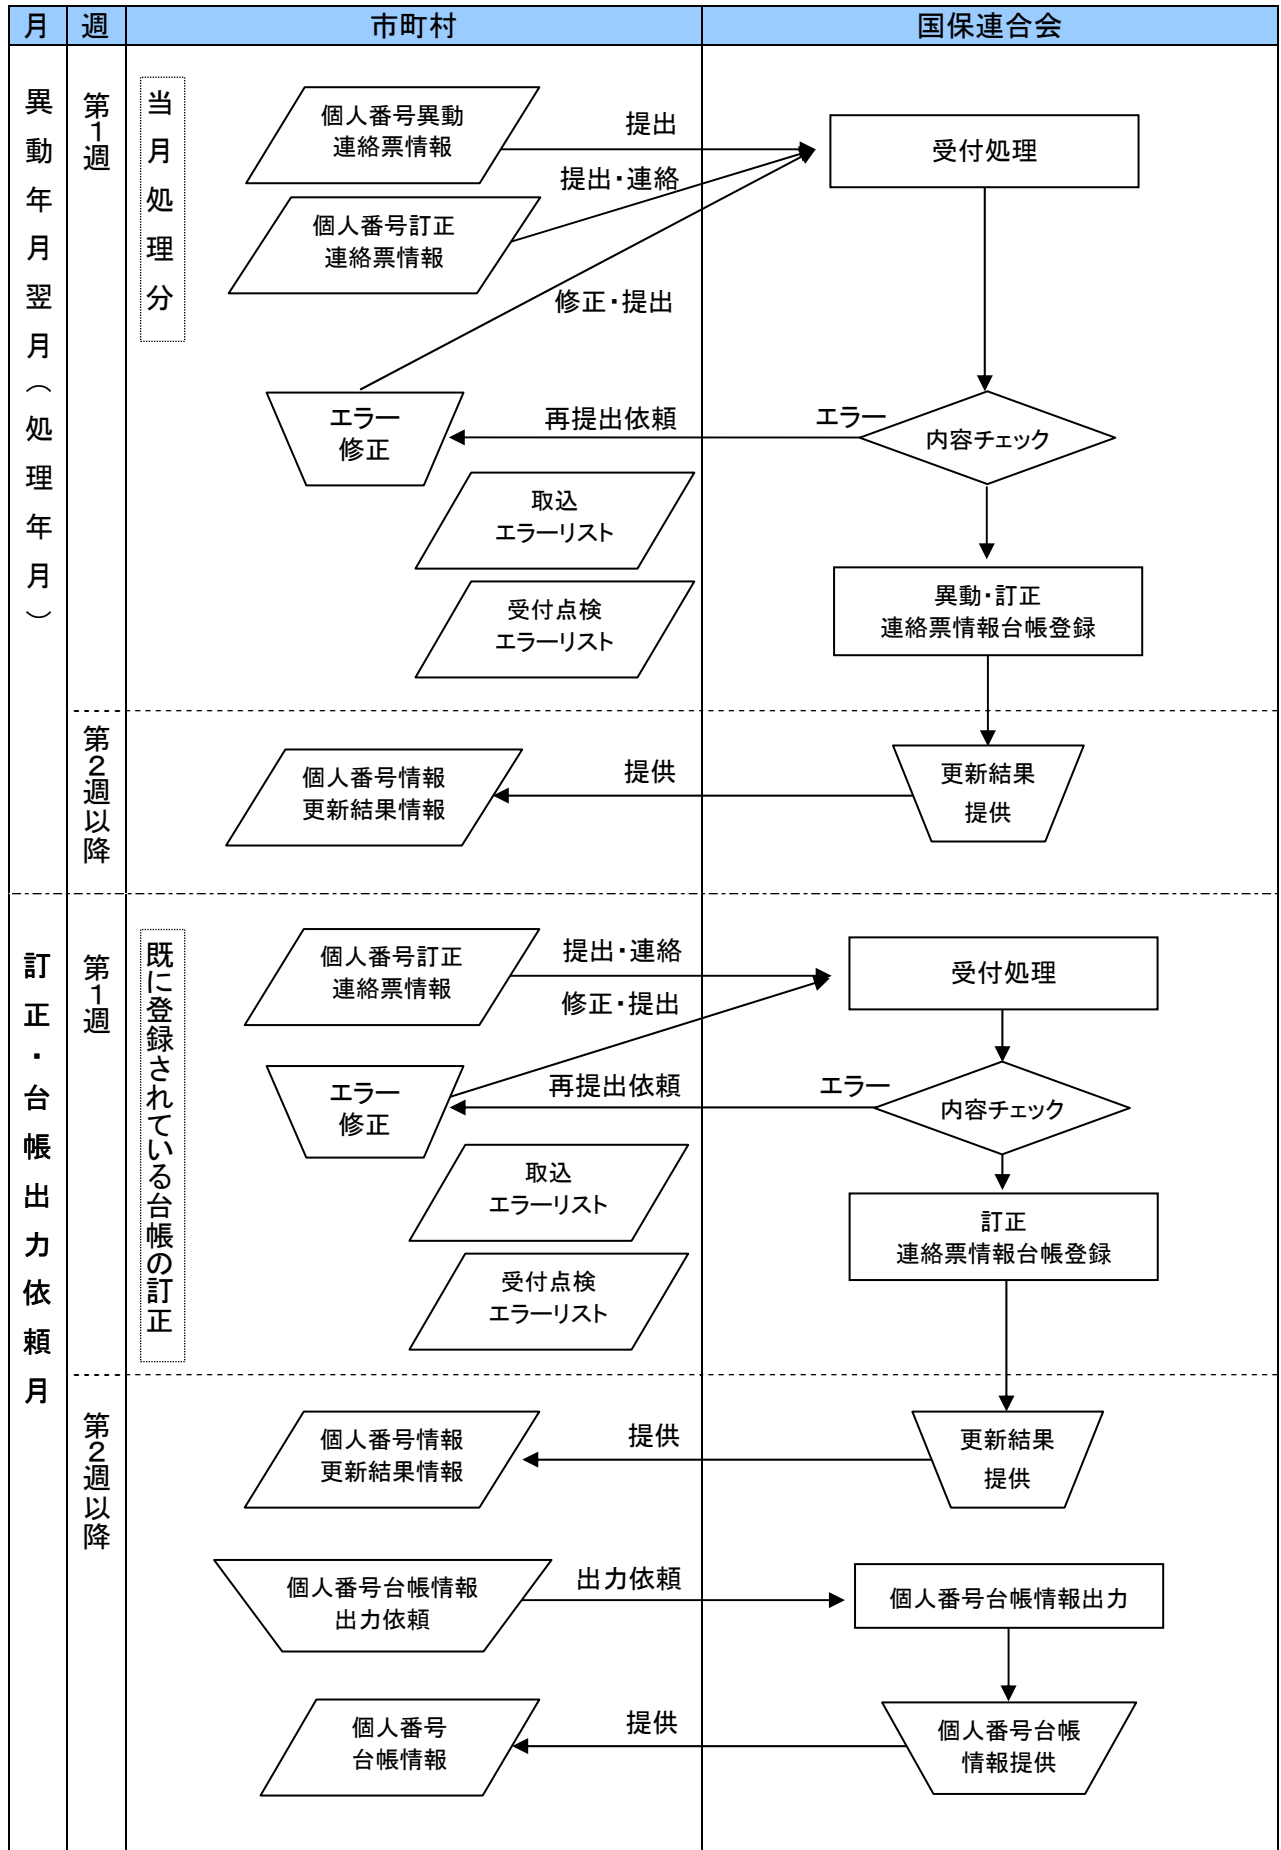 月
週
市町村
国保連合会
異動年月翌月（処理年月）
第1週
当月処理分
個人番号異動
連絡票情報
提出
受付処理
提出・連絡
個人番号訂正
連絡票情報
修正・提出
エラー
修正
再提出依頼
エラー
内容チェック
取込
エラーリスト
受付点検
エラーリスト
異動・訂正
連絡票情報台帳登録
第2週以降
個人番号情報
更新結果情報
提供
更新結果
提供
訂正・台帳出力依頼月
第1週
既に登録されている台帳の訂正
個人番号訂正
連絡票情報
提出・連絡
受付処理
修正・提出
エラー
修正
再提出依頼
エラー
内容チェック
取込
エラーリスト
訂正
連絡票情報台帳登録
受付点検
エラーリスト
第2週以降
個人番号情報
更新結果情報
提供
更新結果
提供
個人番号台帳情報
出力依頼
出力依頼
個人番号台帳情報出力
個人番号
台帳情報
提供
個人番号台帳
情報提供